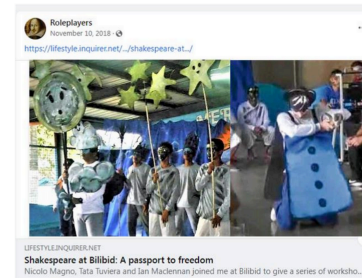 Roleplayers
November 10, 2018 ·
https://lifestyle.inquirer.net/.../shakespeare-at.../
LIFESTYLE.INQUIRER.NET
Shakespeare at Bilibid: A passport to freedom
Nicolo Magno, Tata Tuviera and Ian Maclennan joined me at Bilibid to give a series of worksho...